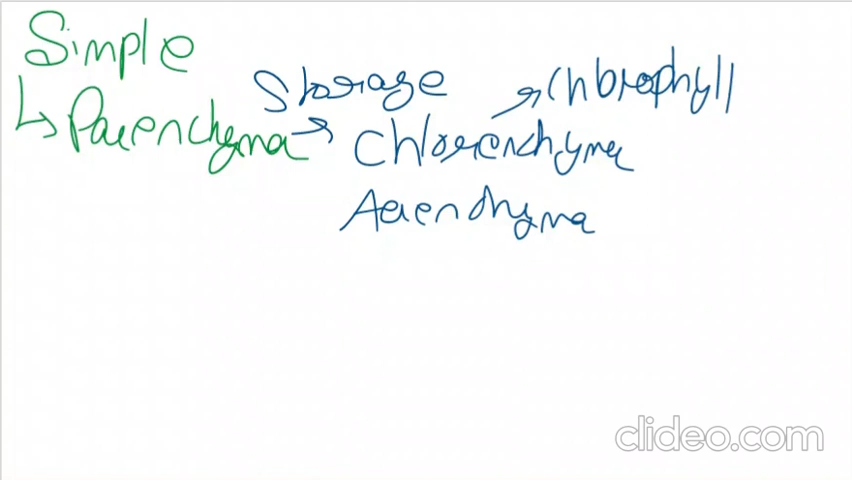 Simple
Storage → Chlorophyll
↳ Parenchyma → Chlorenchyma
Aerenchyma
clideo.com